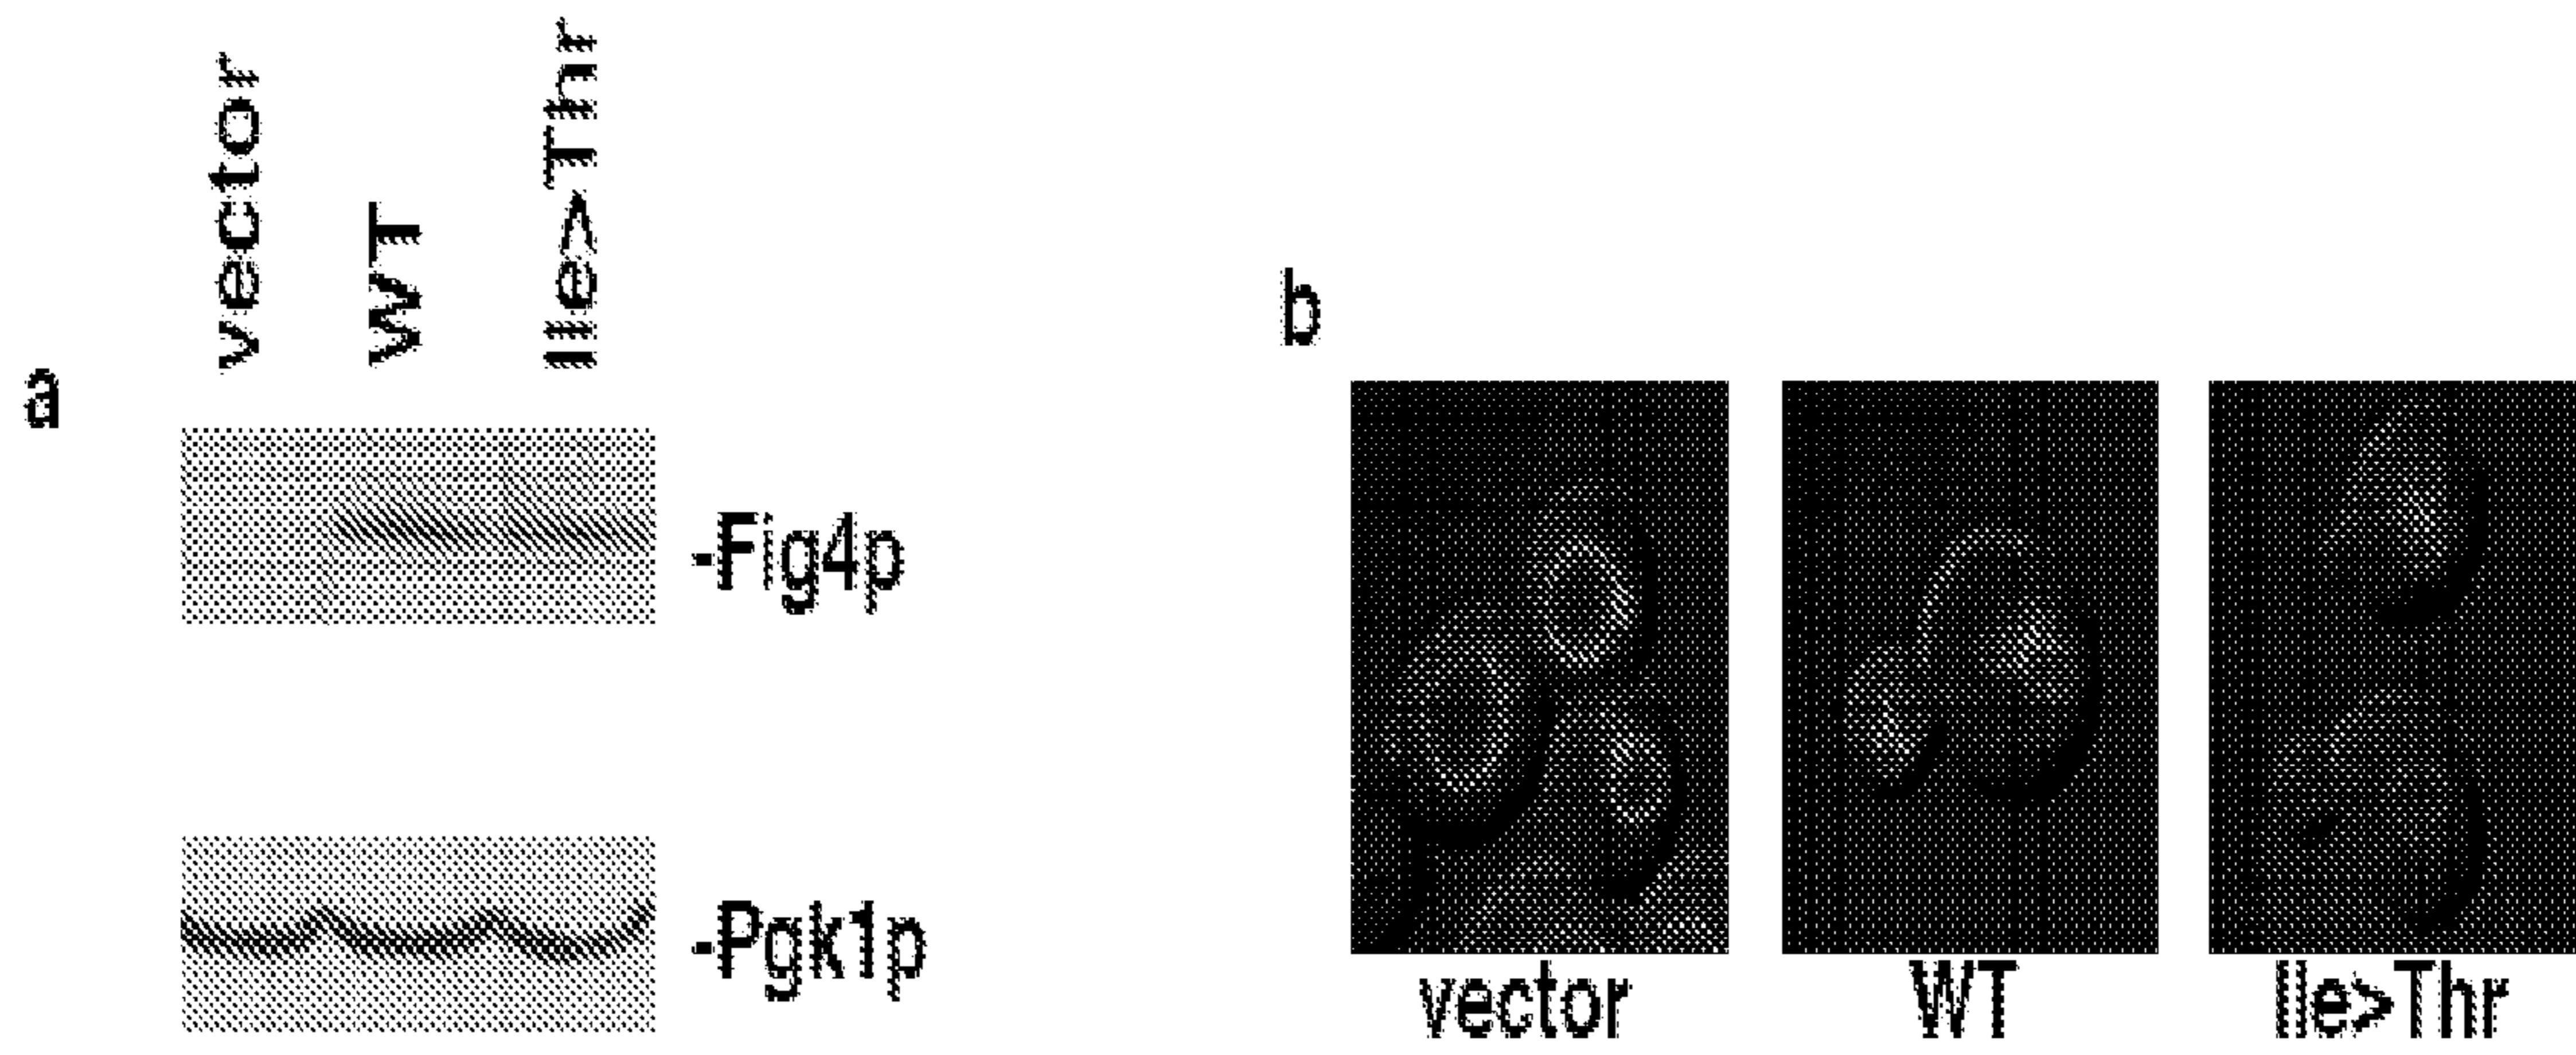 a
vector
WT
Ile>Thr
-Fig4p
-Pgk1p
b
vector
WT
Ile>Thr